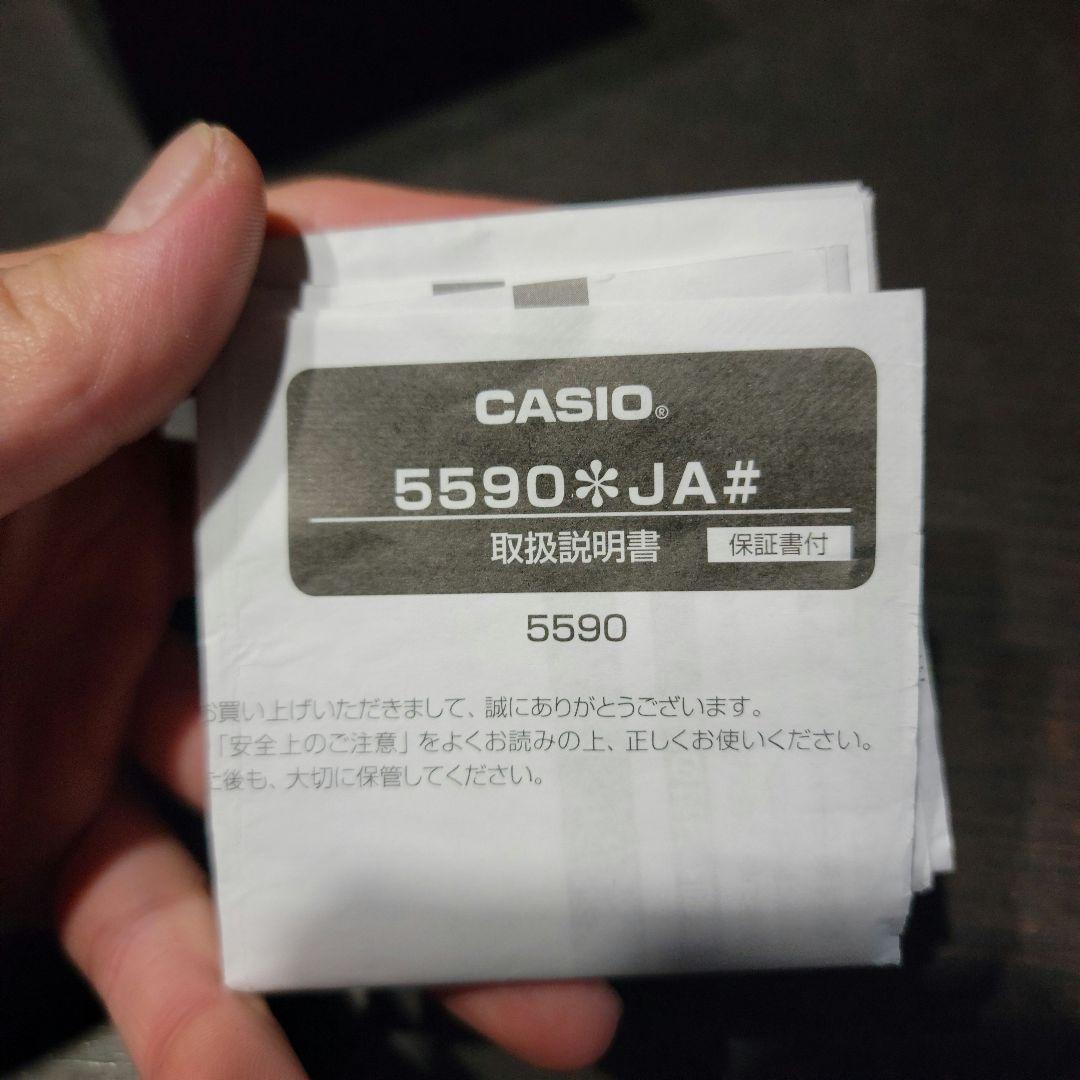 CASIO®
5590＊JA#
取扱説明書 保証書付
5590
お買い上げいただきまして、誠にありがとうございます。
「安全上のご注意」をよくお読みの上、正しくお使いください。
た後も、大切に保管してください。